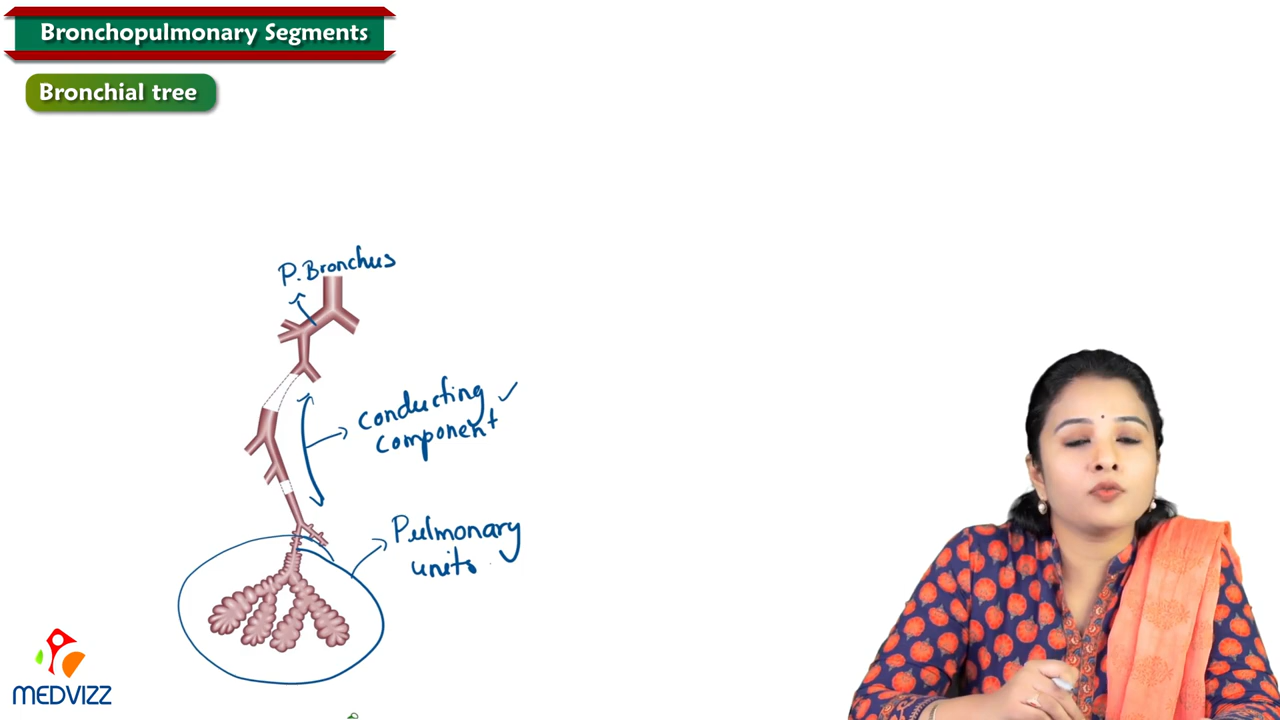 Bronchopulmonary Segments
Bronchial tree
P. Bronchus
Conducting
component
Pulmonary
units
MEDVIZZ